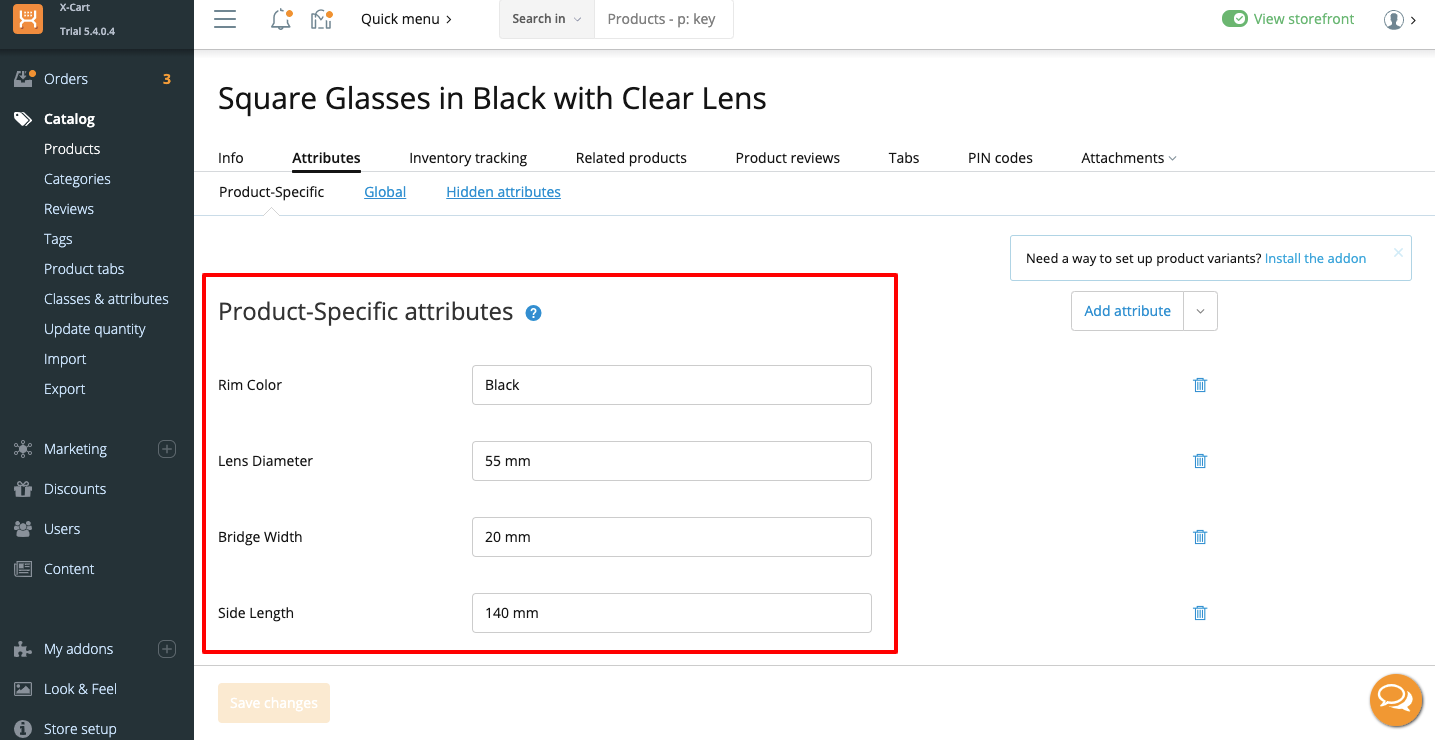 X-Cart
Trial 5.4.0.4
Quick menu
Search in
Products - p: key
View storefront
Orders 3
Catalog
Products
Categories
Reviews
Tags
Product tabs
Classes & attributes
Update quantity
Import
Export
Marketing
Discounts
Users
Content
My addons
Look & Feel
Store setup
Square Glasses in Black with Clear Lens
Info Attributes Inventory tracking Related products Product reviews Tabs PIN codes Attachments
Product-Specific Global Hidden attributes
Need a way to set up product variants? Install the addon
Product-Specific attributes ?
Add attribute
Rim Color Black
Lens Diameter 55 mm
Bridge Width 20 mm
Side Length 140 mm
Save changes